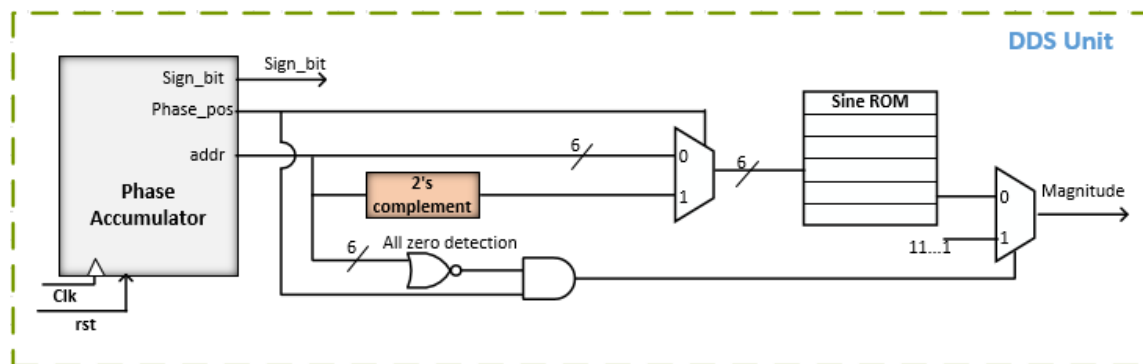 DDS Unit
Sign_bit
Sign_bit
Phase_pos
addr
Phase
Accumulator
Clk
rst
6
2's
complement
6
All zero detection
0
1
6
Sine ROM
0
11...1
1
Magnitude